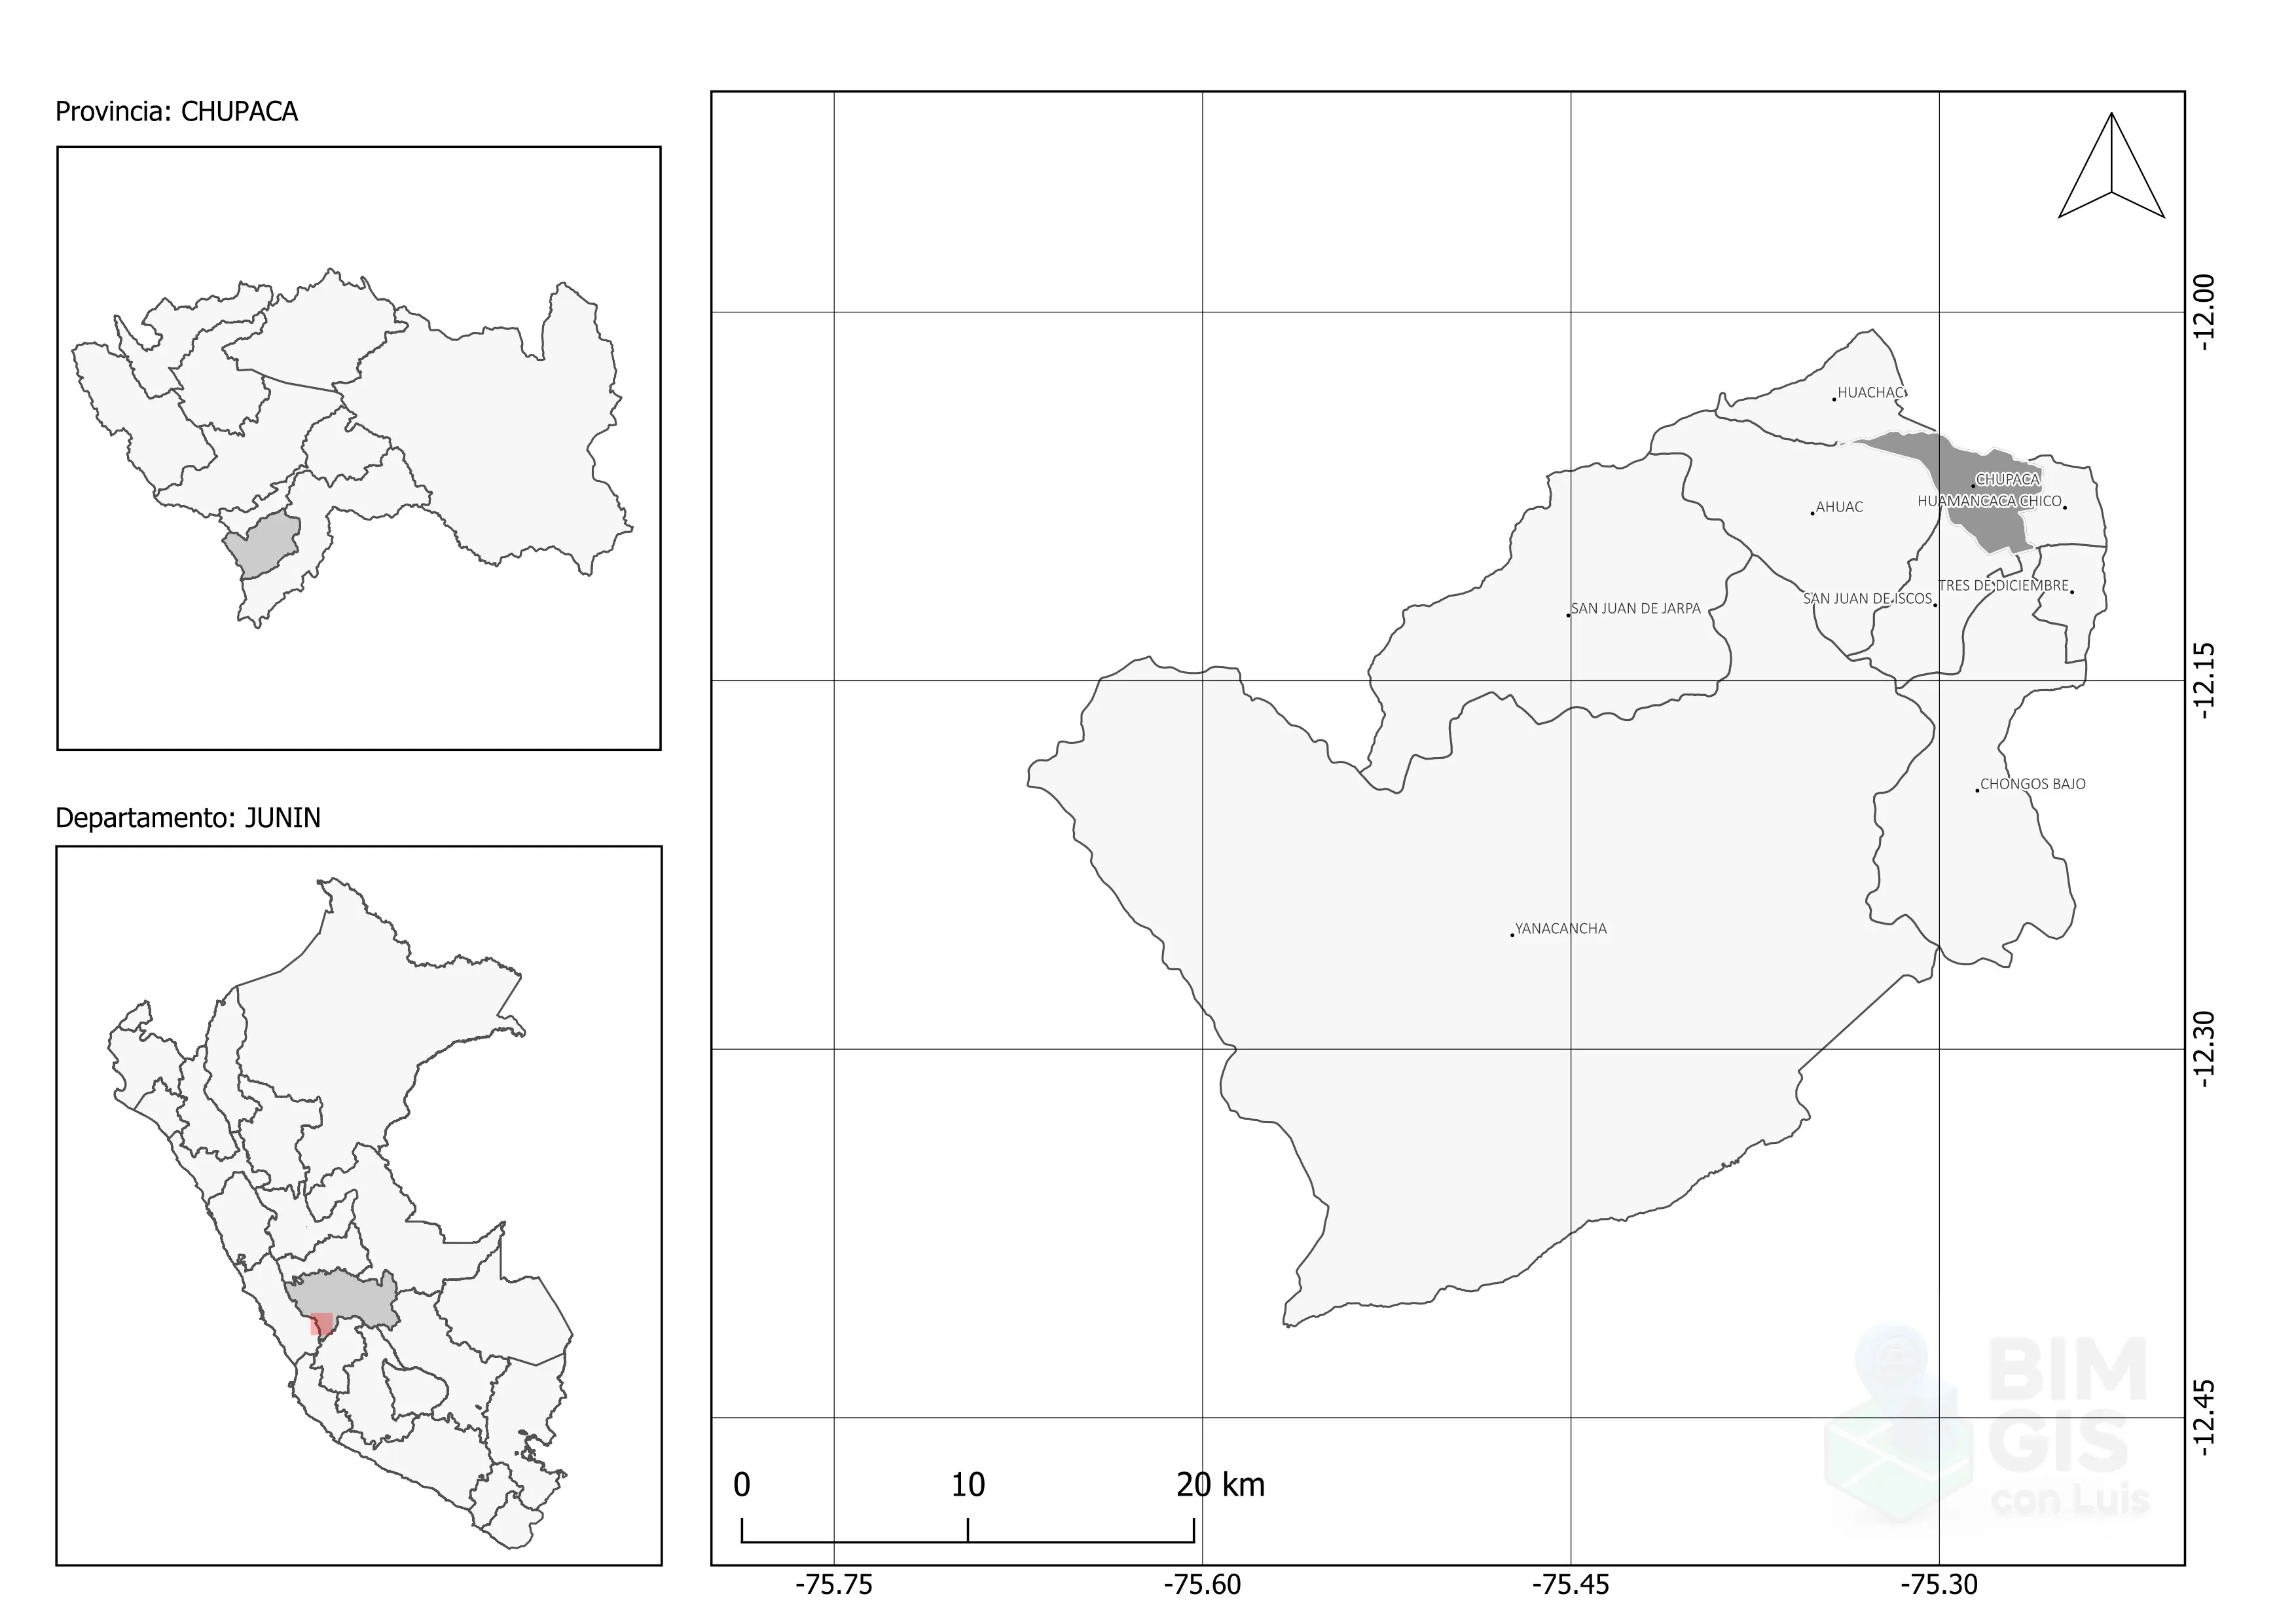 Provincia: CHUPACA
Departamento: JUNIN
HUACHAC
CHUPACA
HUAMANCACA CHICO
AHUAC
TRES DE DICIEMBRE
SAN JUAN DE ISCOS
SAN JUAN DE JARPA
CHONGOS BAJO
YANACANCHA
-12.00
-12.15
-12.30
-12.45
0 10 20 km
-75.75 -75.60 -75.45 -75.30
BIM
GIS
con Luis